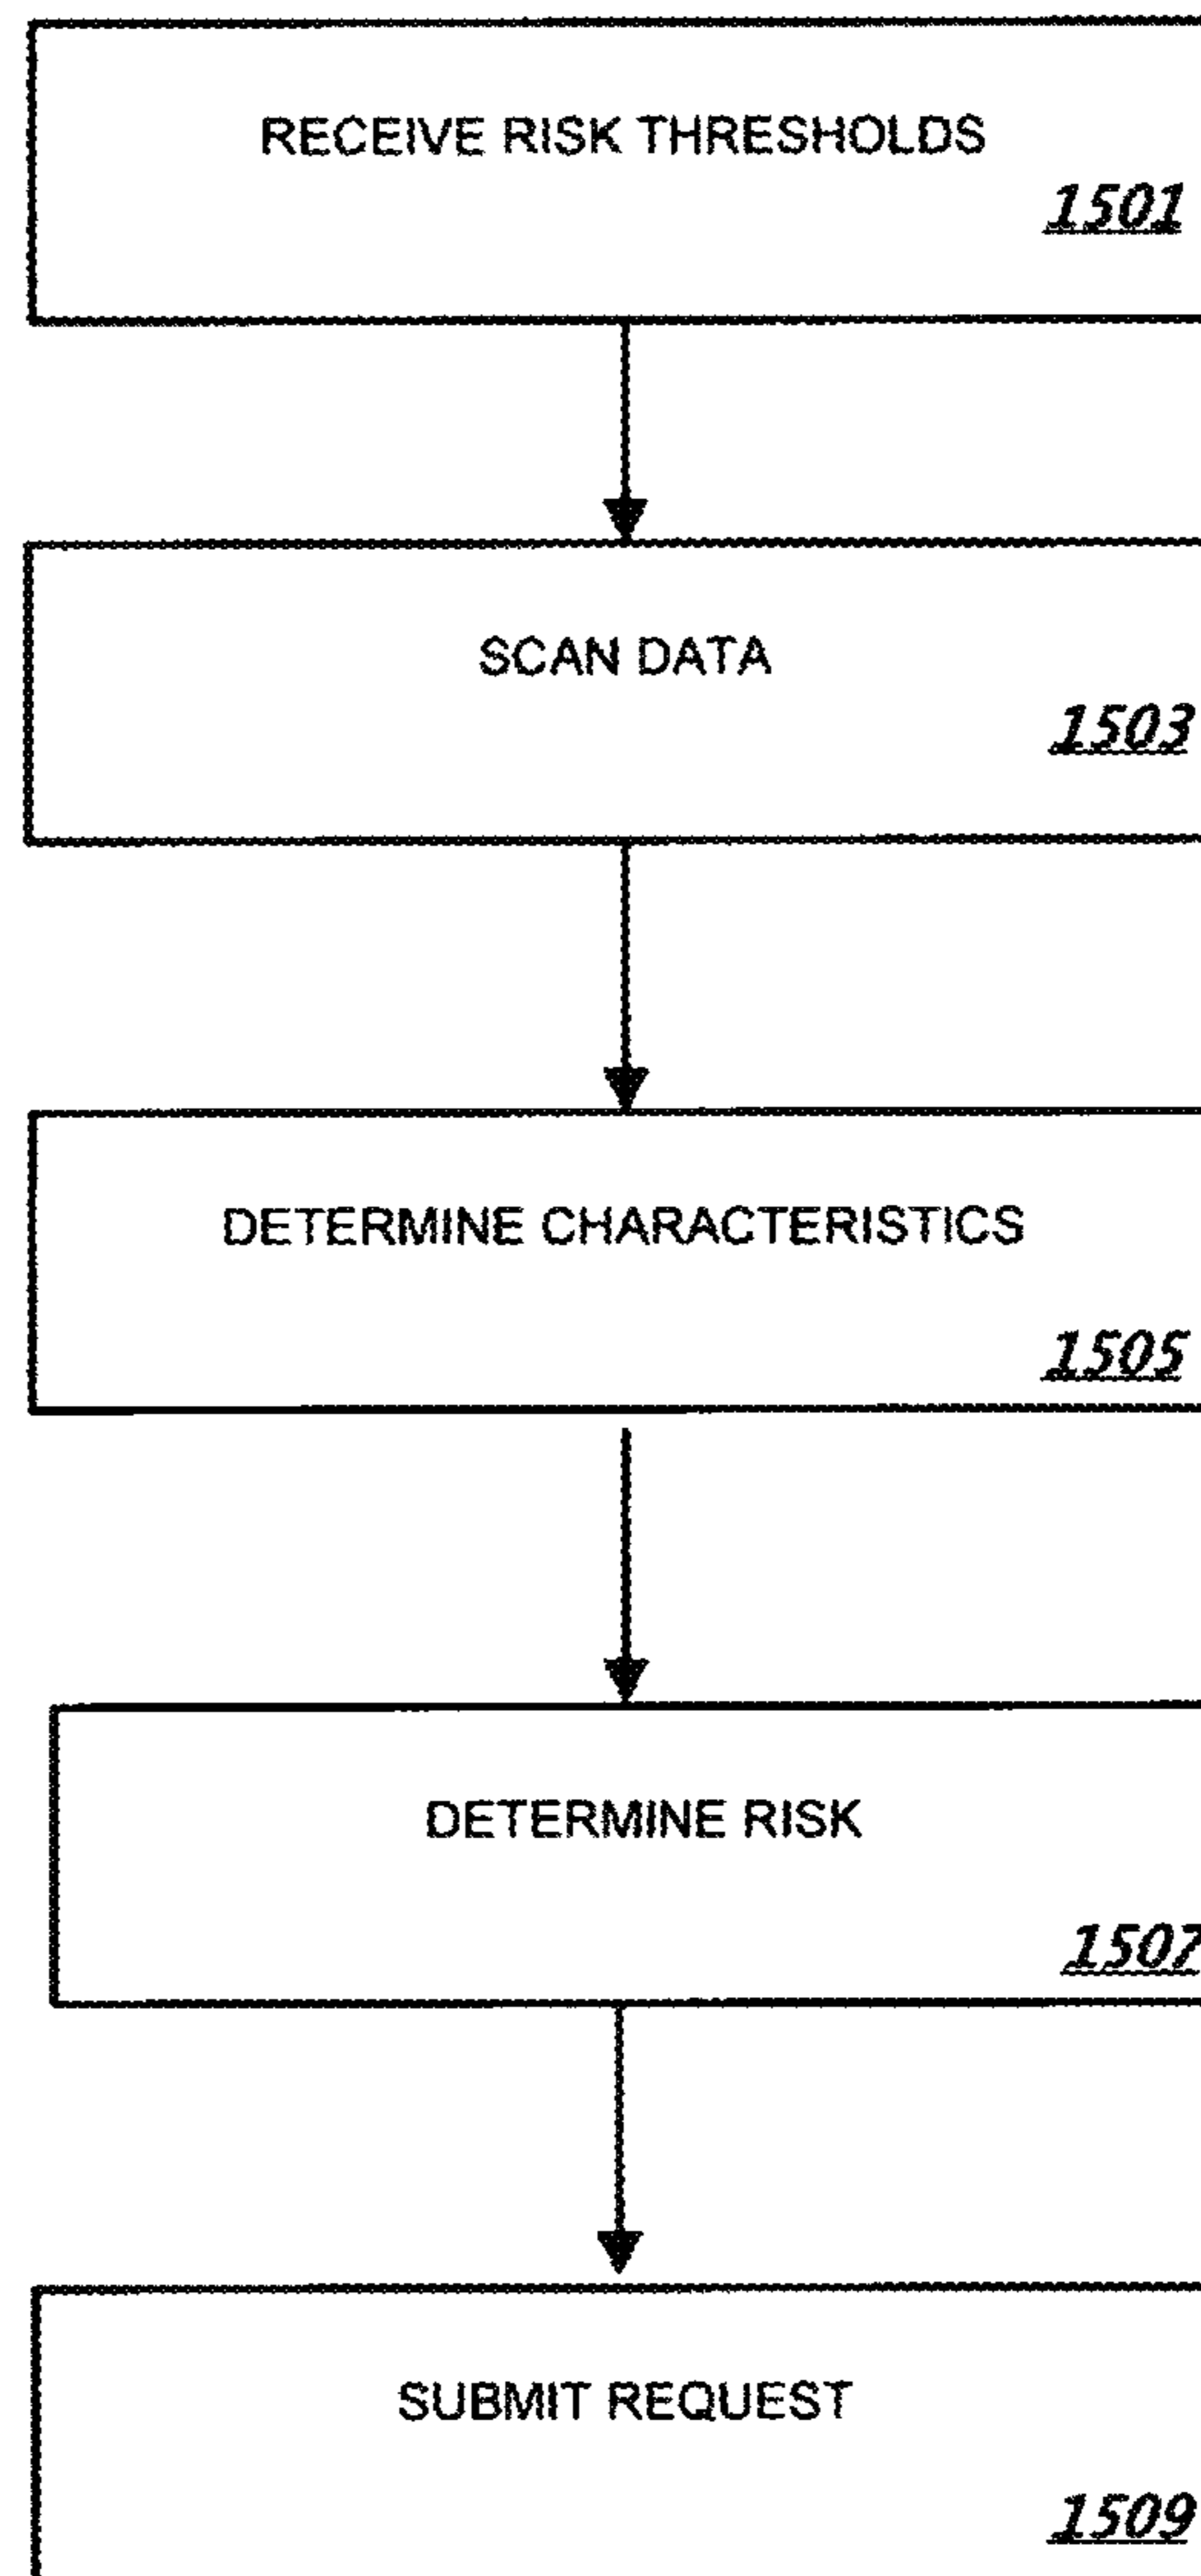 RECEIVE RISK THRESHOLDS
1501
SCAN DATA
1503
DETERMINE CHARACTERISTICS
1505
DETERMINE RISK
1507
SUBMIT REQUEST
1509